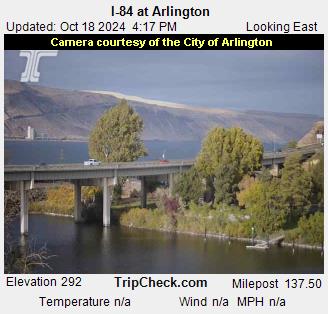 I-84 at Arlington
Updated: Oct 18 2024 4:17 PM Looking East
Camera courtesy of the City of Arlington
Elevation 292 TripCheck.com Milepost 137.50
Temperature n/a Wind n/a MPH n/a